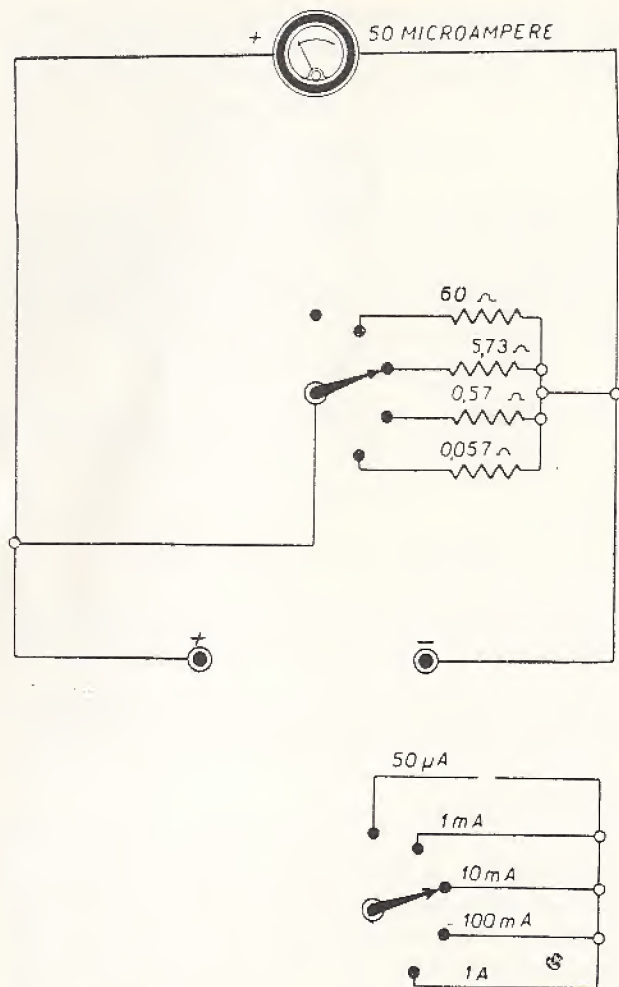 + 50 MICROAMPERE
60 Ω
5,73 Ω
0,57 Ω
0,057 Ω
+ −
50 µA
1 mA
10 mA
100 mA
1 A